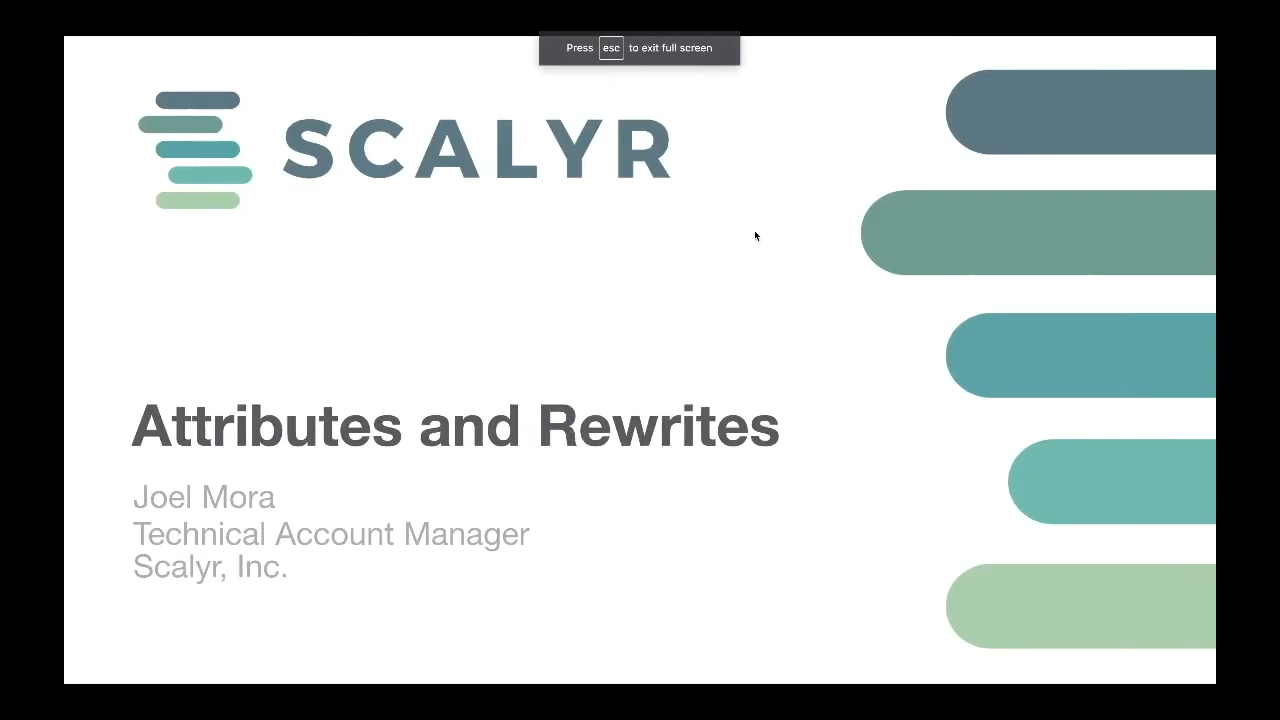 Press esc to exit full screen
SCALYR
Attributes and Rewrites
Joel Mora
Technical Account Manager
Scalyr, Inc.